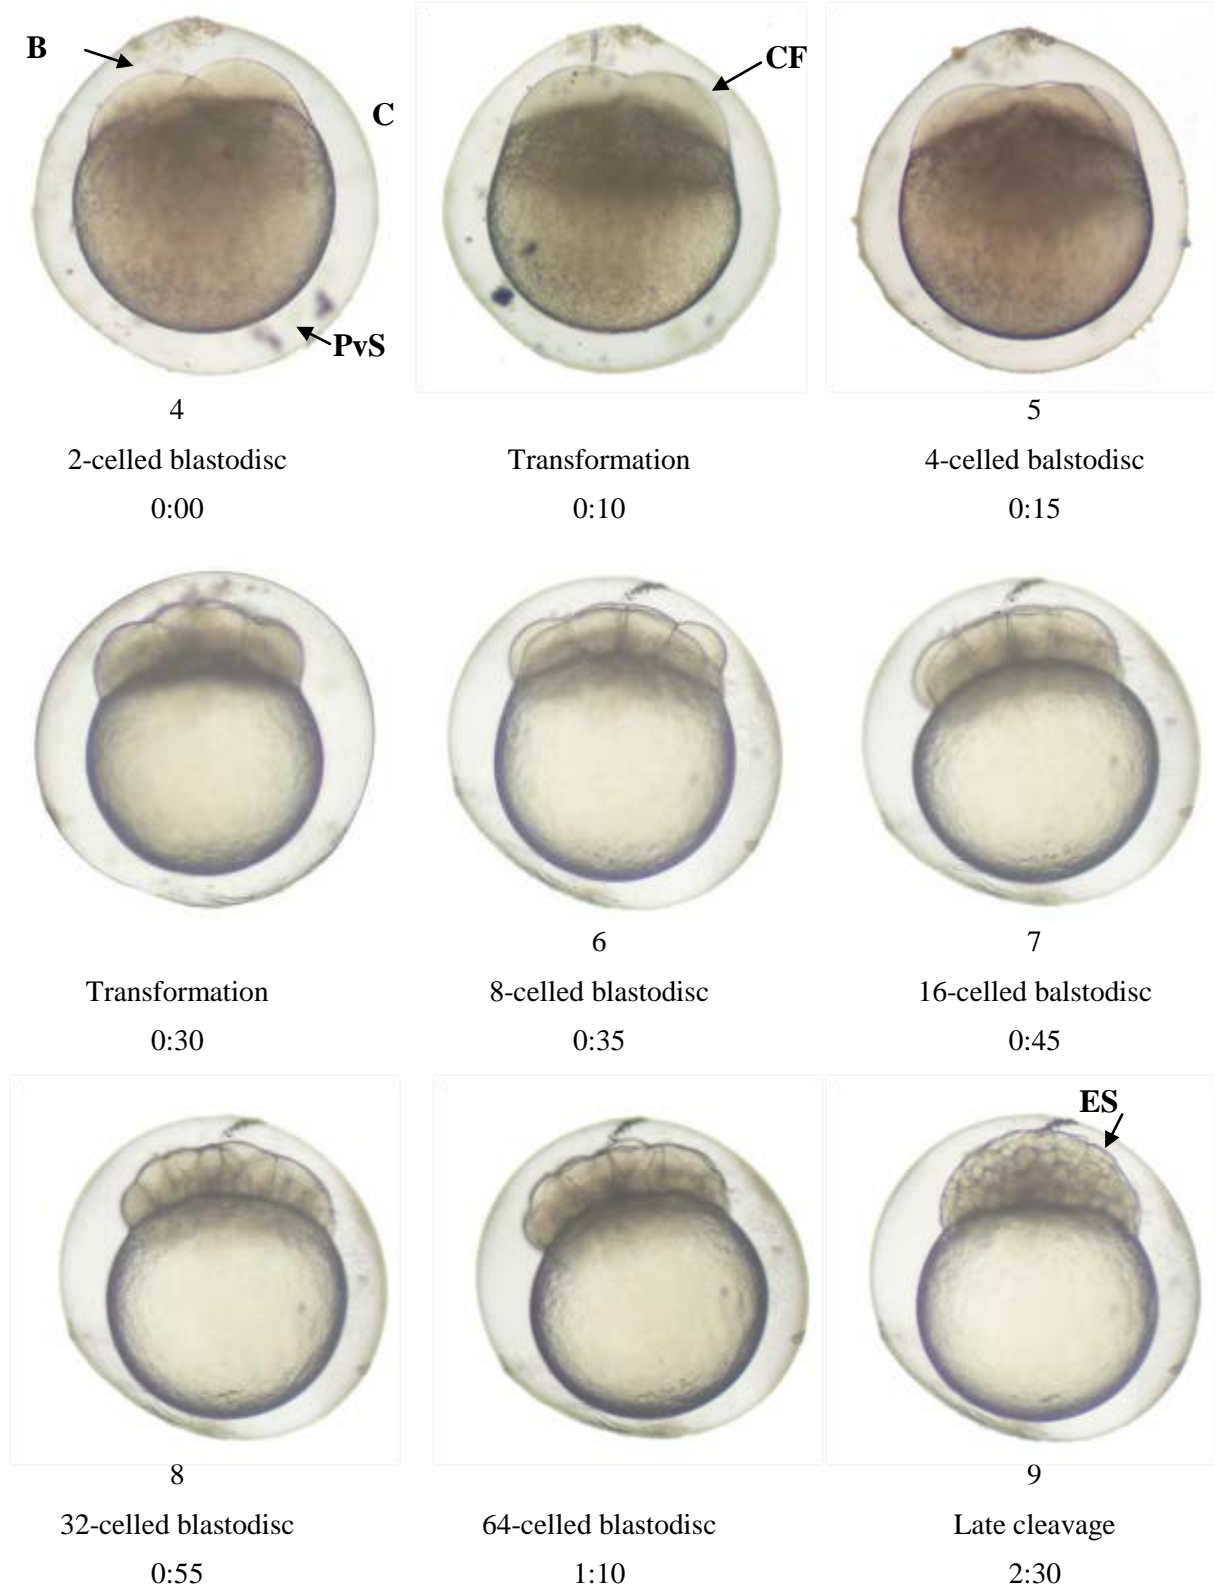 B
CF
C
PvS
4
5
2-celled blastodisc
Transformation
4-celled balstodisc
0:00
0:10
0:15
6
7
Transformation
8-celled blastodisc
16-celled balstodisc
0:30
0:35
0:45
ES
8
9
32-celled blastodisc
64-celled blastodisc
Late cleavage
0:55
1:10
2:30